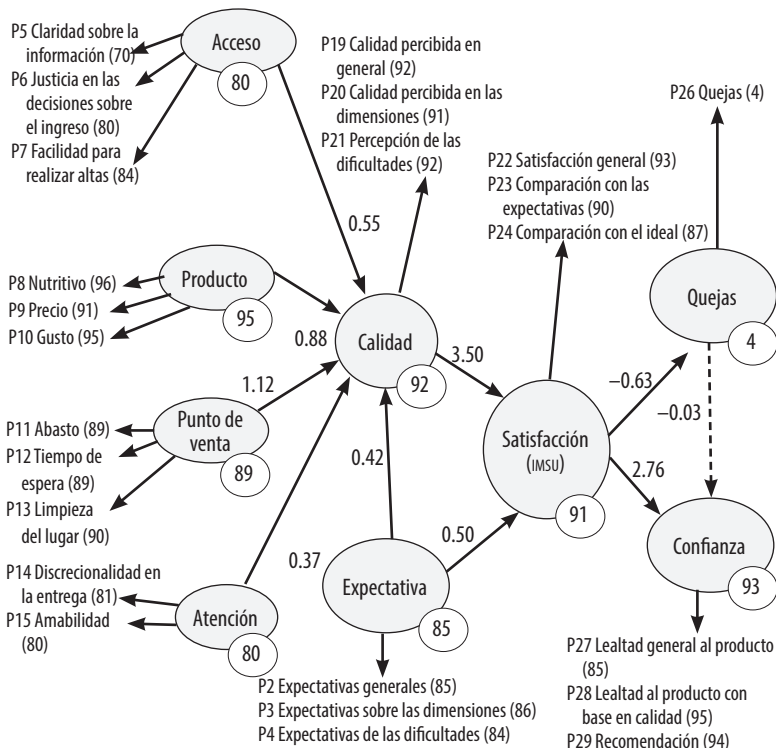 P5 Claridad sobre la
información (70)
P6 Justicia en las
decisiones sobre
el ingreso (80)
P7 Facilidad para
realizar altas (84)
Acceso
80
P19 Calidad percibida en
general (92)
P20 Calidad percibida en las
dimensiones (91)
P21 Percepción de las
dificultades (92)
P26 Quejas (4)
P22 Satisfacción general (93)
P23 Comparación con las
expectativas (90)
P24 Comparación con el ideal (87)
0.55
P8 Nutritivo (96)
P9 Precio (91)
P10 Gusto (95)
Producto
95
0.88
Calidad
92
3.50
Quejas
4
−0.63
−0.03
1.12
P11 Abasto (89)
P12 Tiempo de
espera (89)
P13 Limpieza
del lugar (90)
Punto de
venta
89
0.42
Satisfacción
(IMSU)
91
2.76
0.50
Confianza
93
P14 Discrecionalidad en
la entrega (81)
P15 Amabilidad
(80)
Atención
80
0.37
Expectativa
85
P2 Expectativas generales (85)
P3 Expectativas sobre las dimensiones (86)
P4 Expectativas de las dificultades (84)
P27 Lealtad general al producto
(85)
P28 Lealtad al producto con
base en calidad (95)
P29 Recomendación (94)